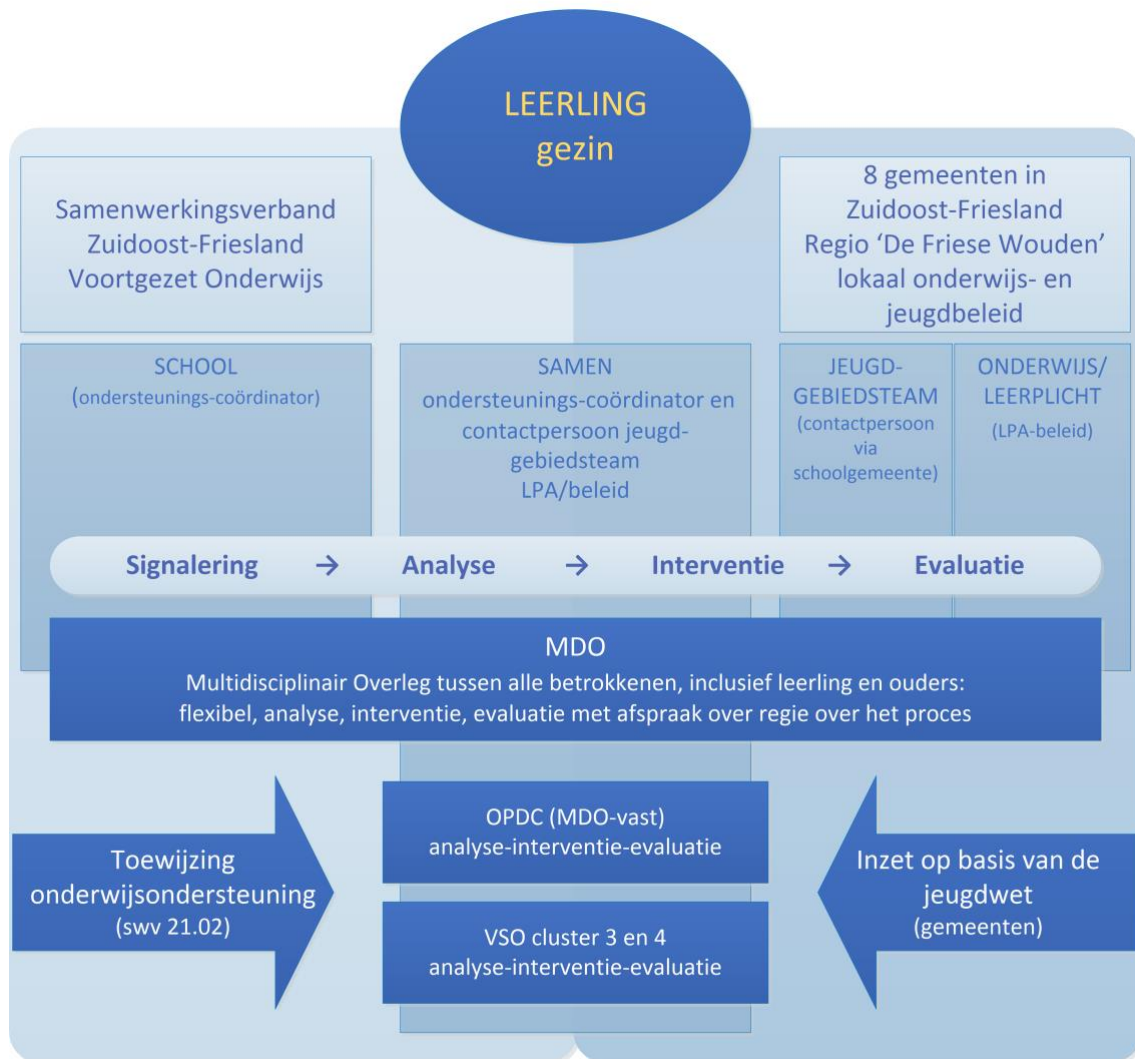 LEERLING
gezin
Samenwerkingsverband
Zuidoost-Friesland
Voortgezet Onderwijs
8 gemeenten in
Zuidoost-Friesland
Regio ‘De Friese Wouden’
lokaal onderwijs- en
jeugdbeleid
SCHOOL
(ondersteunings-coördinator)
SAMEN
ondersteunings-coördinator en
contactpersoon jeugd-
gebiedsteam
LPA/beleid
JEUGD-
GEBIEDSTEAM
(contactpersoon
via
schoolgemeente)
ONDERWIJS/
LEERPLICHT
(LPA-beleid)
Signalering → Analyse → Interventie → Evaluatie
MDO
Multidisciplinair Overleg tussen alle betrokkenen, inclusief leerling en ouders:
flexibel, analyse, interventie, evaluatie met afspraak over regie over het proces
Toewijzing
onderwijsondersteuning
(swv 21.02)
OPDC (MDO-vast)
analyse-interventie-evaluatie
VSO cluster 3 en 4
analyse-interventie-evaluatie
Inzet op basis van de
jeugdwet
(gemeenten)